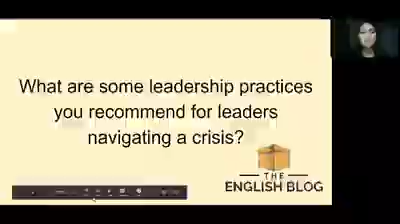 What are some leadership practices
you recommend for leaders
navigating a crisis?
THE
ENGLISH BLOG